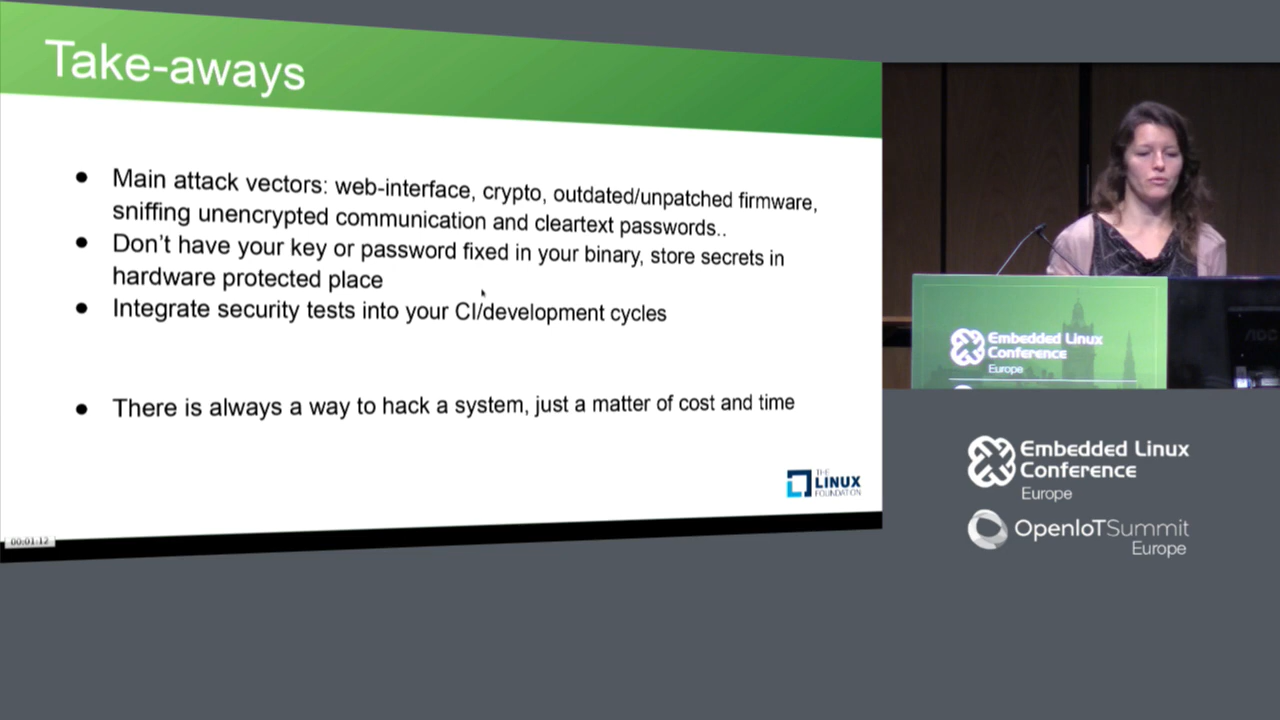 Take-aways
• Main attack vectors: web-interface, crypto, outdated/unpatched firmware,
sniffing unencrypted communication and cleartext passwords..
• Don't have your key or password fixed in your binary, store secrets in
hardware protected place
• Integrate security tests into your CI/development cycles
• There is always a way to hack a system, just a matter of cost and time
THE
LINUX
FOUNDATION
00:01:12
Embedded Linux
Conference
Europe
AOC
Embedded Linux
Conference
Europe
OpenIoTSummit
Europe